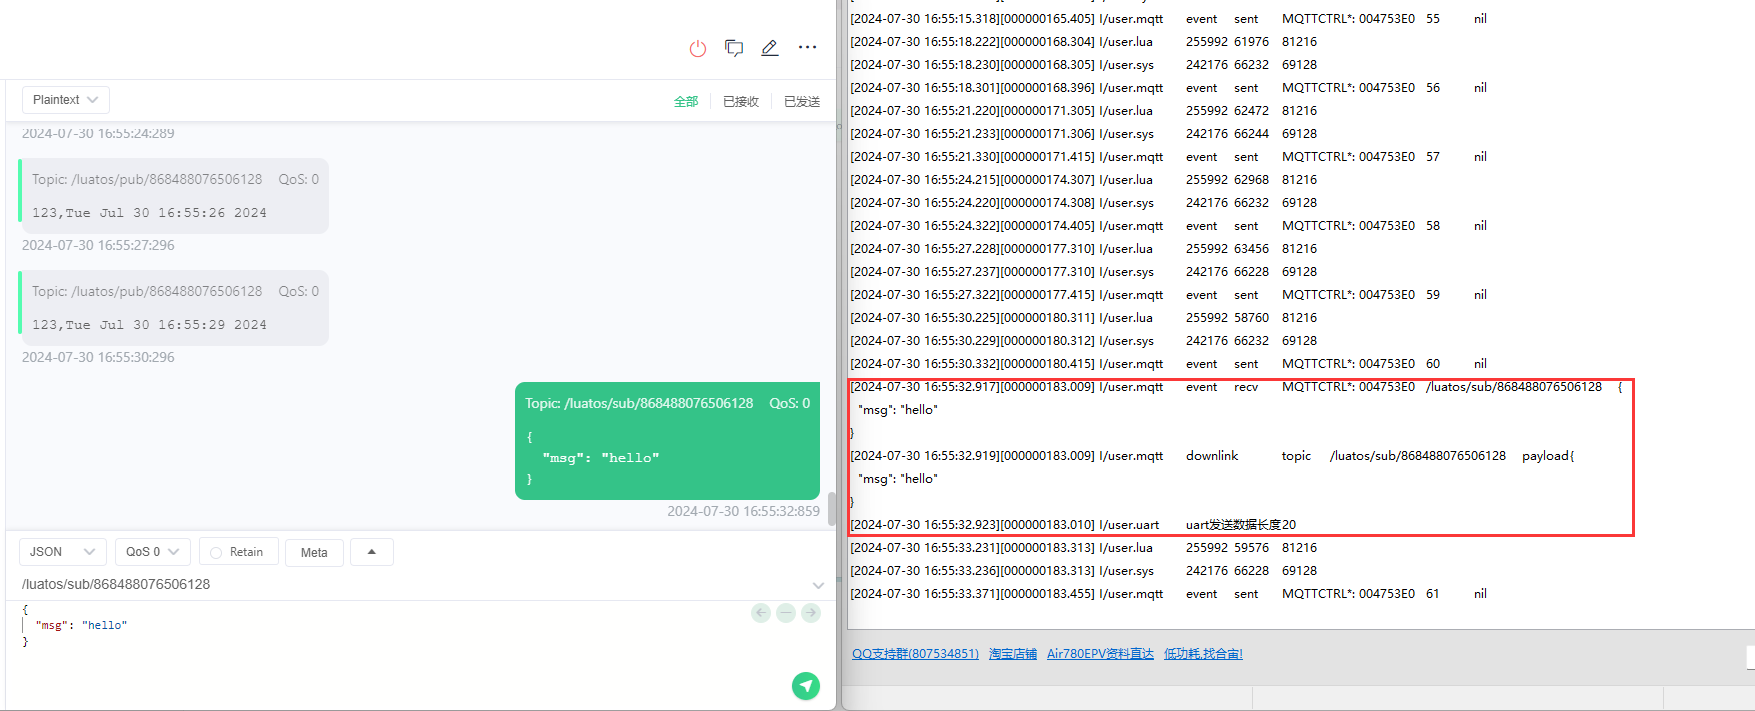 Plaintext
全部
已接收
已发送
2024-07-30 16:55:24:289
Topic: /luatos/pub/868488076506128 QoS: 0
123,Tue Jul 30 16:55:26 2024
2024-07-30 16:55:27:296
Topic: /luatos/pub/868488076506128 QoS: 0
123,Tue Jul 30 16:55:29 2024
2024-07-30 16:55:30:296
Topic: /luatos/sub/868488076506128 QoS: 0
{
"msg": "hello"
}
2024-07-30 16:55:32:859
JSON QoS 0 Retain Meta
/luatos/sub/868488076506128
{
"msg": "hello"
}
[2024-07-30 16:55:15.318][000000165.405] I/user.mqtt event sent MQTTCTRL*: 004753E0 55 nil
[2024-07-30 16:55:18.222][000000168.304] I/user.lua 255992 61976 81216
[2024-07-30 16:55:18.230][000000168.305] I/user.sys 242176 66232 69128
[2024-07-30 16:55:18.301][000000168.396] I/user.mqtt event sent MQTTCTRL*: 004753E0 56 nil
[2024-07-30 16:55:21.220][000000171.305] I/user.lua 255992 62472 81216
[2024-07-30 16:55:21.233][000000171.306] I/user.sys 242176 66244 69128
[2024-07-30 16:55:21.330][000000171.415] I/user.mqtt event sent MQTTCTRL*: 004753E0 57 nil
[2024-07-30 16:55:24.215][000000174.307] I/user.lua 255992 62968 81216
[2024-07-30 16:55:24.220][000000174.308] I/user.sys 242176 66232 69128
[2024-07-30 16:55:24.322][000000174.405] I/user.mqtt event sent MQTTCTRL*: 004753E0 58 nil
[2024-07-30 16:55:27.228][000000177.310] I/user.lua 255992 63456 81216
[2024-07-30 16:55:27.237][000000177.310] I/user.sys 242176 66228 69128
[2024-07-30 16:55:27.322][000000177.415] I/user.mqtt event sent MQTTCTRL*: 004753E0 59 nil
[2024-07-30 16:55:30.225][000000180.311] I/user.lua 255992 58760 81216
[2024-07-30 16:55:30.229][000000180.312] I/user.sys 242176 66232 69128
[2024-07-30 16:55:30.332][000000180.415] I/user.mqtt event sent MQTTCTRL*: 004753E0 60 nil
[2024-07-30 16:55:32.917][000000183.009] I/user.mqtt event recv MQTTCTRL*: 004753E0 /luatos/sub/868488076506128 {
"msg": "hello"
}
[2024-07-30 16:55:32.919][000000183.009] I/user.mqtt downlink topic /luatos/sub/868488076506128 payload{
"msg": "hello"
}
[2024-07-30 16:55:32.923][000000183.010] I/user.uart uart发送数据长度20
[2024-07-30 16:55:33.231][000000183.313] I/user.lua 255992 59576 81216
[2024-07-30 16:55:33.236][000000183.313] I/user.sys 242176 66228 69128
[2024-07-30 16:55:33.371][000000183.455] I/user.mqtt event sent MQTTCTRL*: 004753E0 61 nil
QQ支持群(807534851) 淘宝店铺 Air780EPV资料直达 低功耗,找合宙!